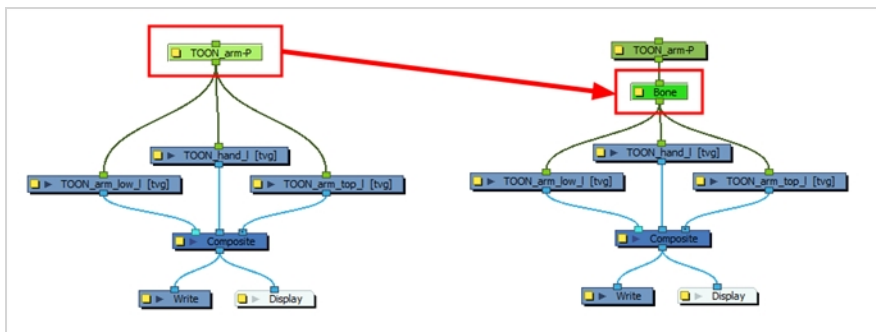 TOON_arm-P
TOON_hand_l [tvg]
TOON_arm_low_l [tvg]
TOON_arm_top_l [tvg]
Composite
Write
Display
TOON_arm-P
Bone
TOON_hand_l [tvg]
TOON_arm_low_l [tvg]
TOON_arm_top_l [tvg]
Composite
Write
Display